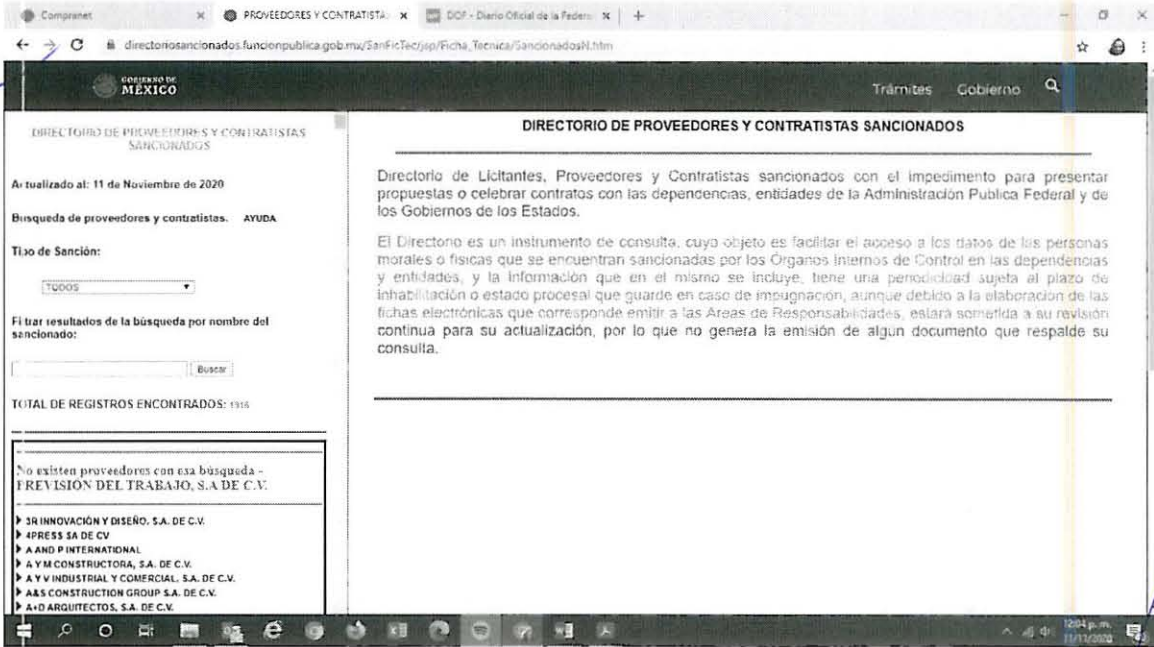 Compranet
PROVEEDORES Y CONTRATISTA
DOF - Diario Oficial de la Federa
directoriosancionados.funcionpublica.gob.mx/SanFicTec/jsp/Ficha_Tecnica/SancionadosN.htm
GOBIERNO DE
MÉXICO
Trámites Gobierno
DIRECTORIO DE PROVEEDORES Y CONTRATISTAS
SANCIONADOS
Actualizado al: 11 de Noviembre de 2020
Busqueda de proveedores y contratistas. AYUDA
Tipo de Sanción:
TODOS
Filtrar resultados de la búsqueda por nombre del
sancionado:
Buscar
TOTAL DE REGISTROS ENCONTRADOS: 1916
No existen proveedores con esa búsqueda -
PREVISIÓN DEL TRABAJO, S.A DE C.V.
3R INNOVACIÓN Y DISEÑO. S.A. DE C.V.
4PRESS SA DE CV
A AND P INTERNATIONAL
A Y M CONSTRUCTORA, S.A. DE C.V.
A Y V INDUSTRIAL Y COMERCIAL, S.A. DE C.V.
A&S CONSTRUCTION GROUP S.A. DE C.V.
A+D ARQUITECTOS, S.A. DE C.V.
DIRECTORIO DE PROVEEDORES Y CONTRATISTAS SANCIONADOS
Directorio de Licitantes, Proveedores y Contratistas sancionados con el impedimento para presentar
propuestas o celebrar contratos con las dependencias, entidades de la Administración Publica Federal y de
los Gobiernos de los Estados.
El Directorio es un instrumento de consulta, cuyo objeto es facilitar el acceso a los datos de las personas
morales o físicas que se encuentran sancionadas por los Órganos Internos de Control en las dependencias
y entidades, y la información que en el mismo se incluye, tiene una periodicidad sujeta al plazo de
inhabilitación o estado procesal que guarde en caso de impugnación, aunque debido a la elaboración de las
fichas electrónicas que corresponde emitir a las Areas de Responsabilidades, estará sometida a su revisión
continua para su actualización, por lo que no genera la emisión de algun documento que respalde su
consulta.
12:04 p. m.
11/11/2020